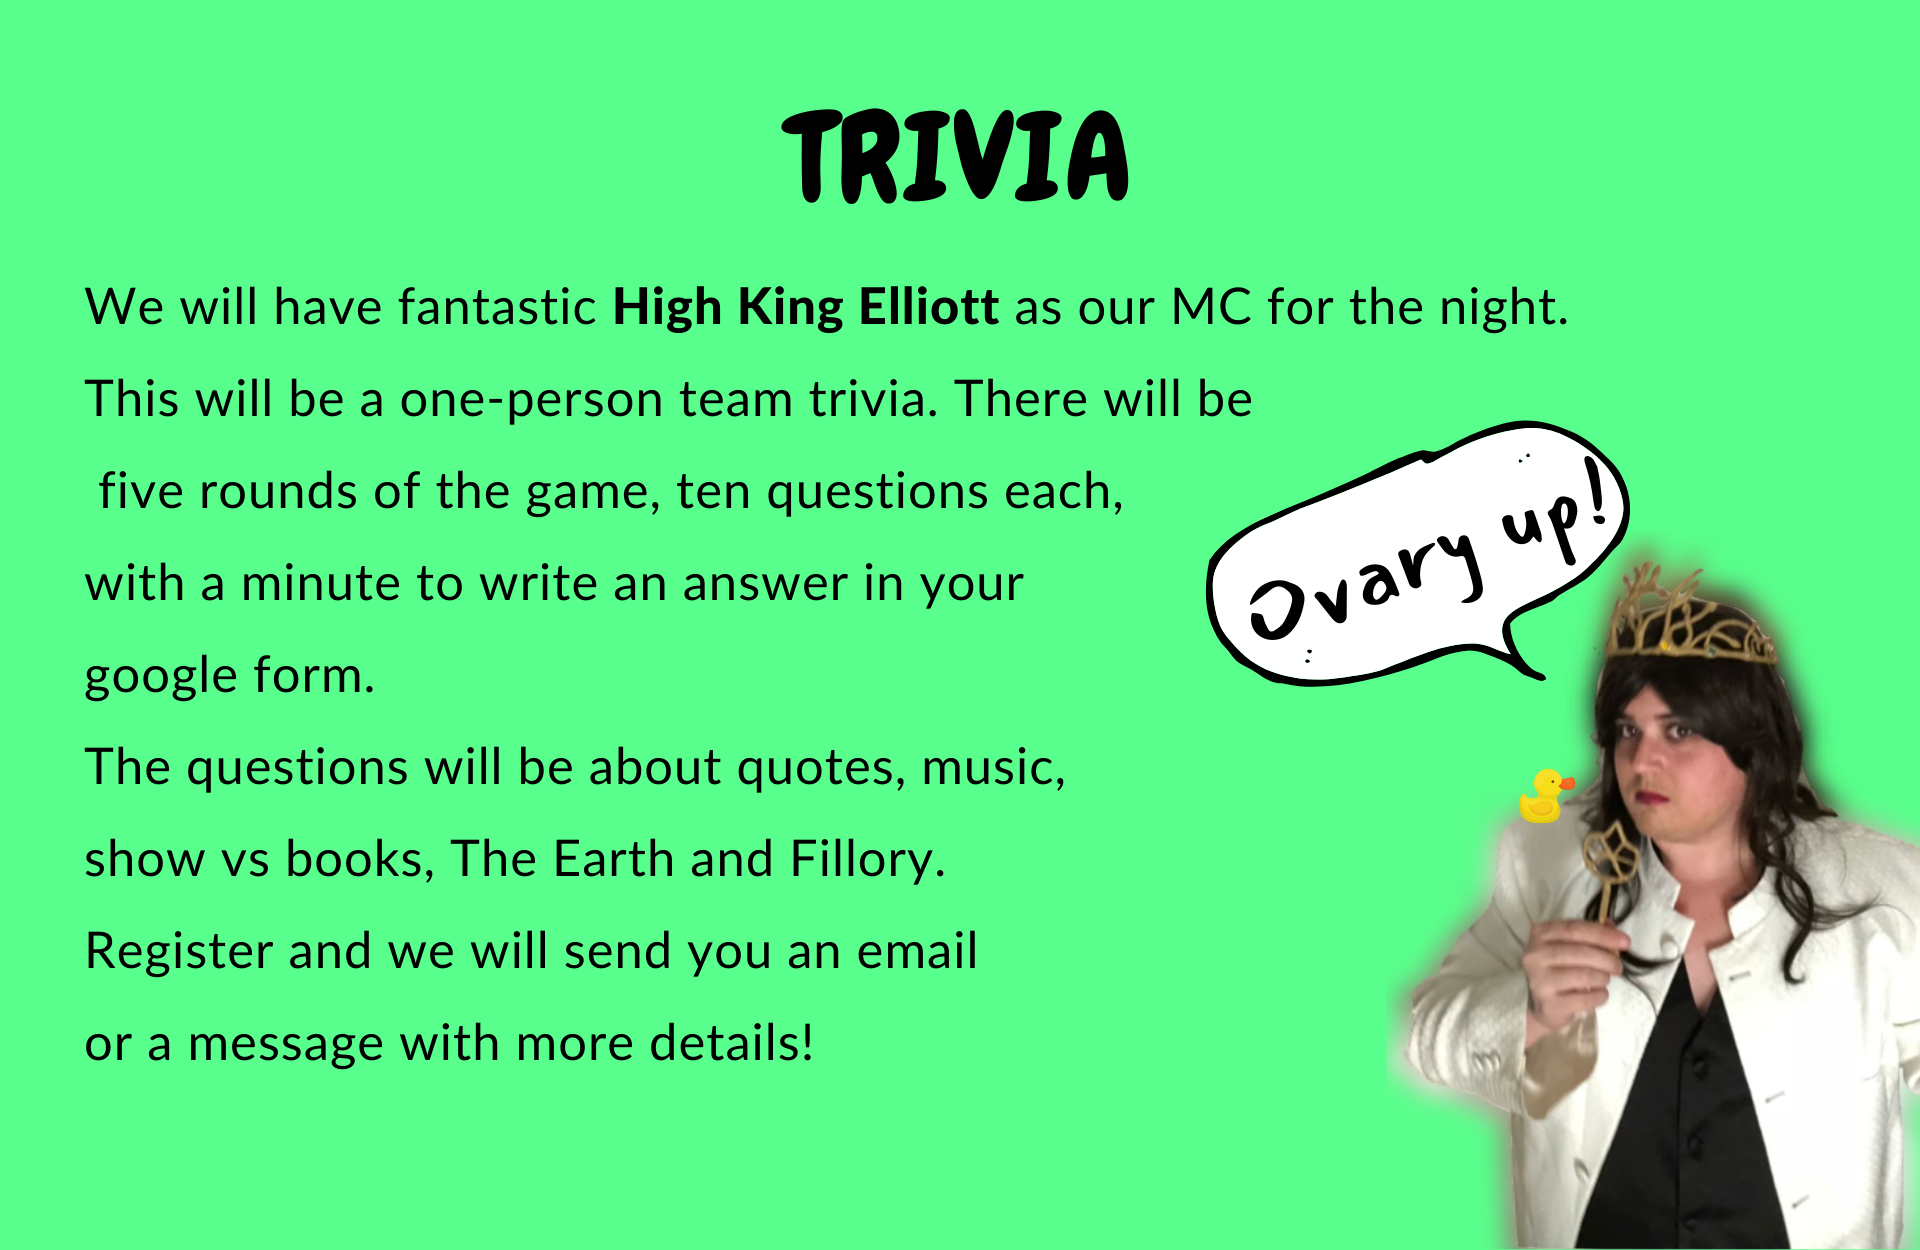 TRIVIA
We will have fantastic High King Elliott as our MC for the night.
This will be a one-person team trivia. There will be
five rounds of the game, ten questions each,
with a minute to write an answer in your
google form.
The questions will be about quotes, music,
show vs books, The Earth and Fillory.
Register and we will send you an email
or a message with more details!
Ovary up!